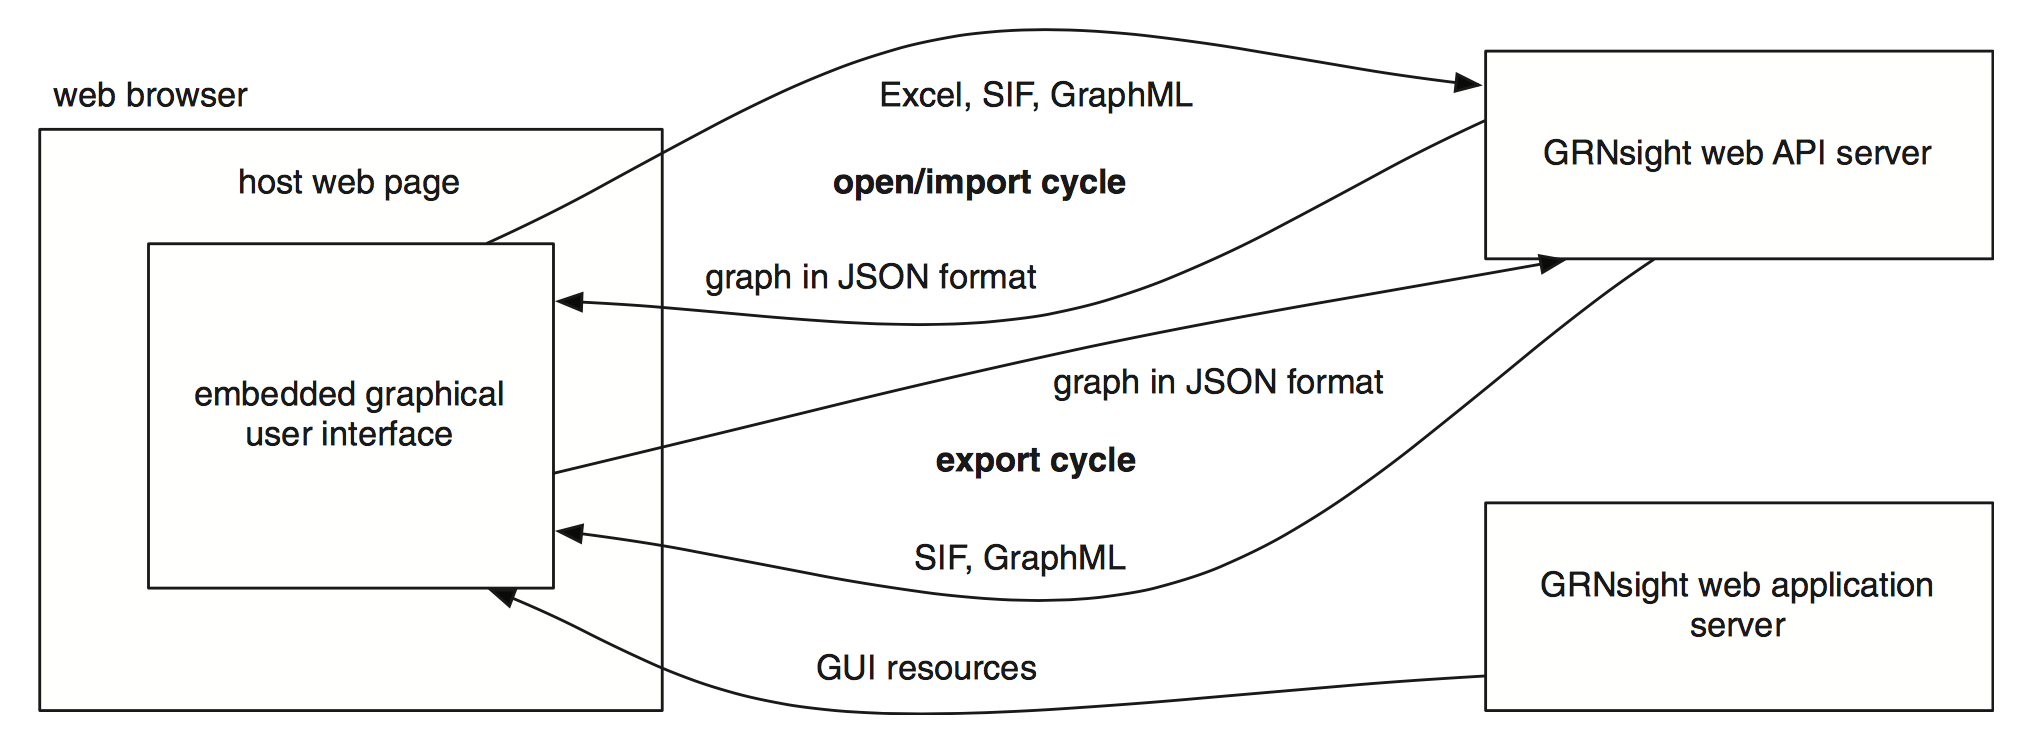 web browser
host web page
embedded graphical
user interface
Excel, SIF, GraphML
open/import cycle
graph in JSON format
graph in JSON format
export cycle
SIF, GraphML
GUI resources
GRNsight web API server
GRNsight web application
server